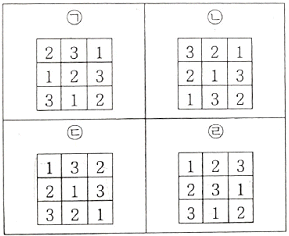 ㉠ ㉡
2 3 1 3 2 1
1 2 3 2 1 3
3 1 2 1 3 2
㉢ ㉣
1 3 2 1 2 3
2 1 3 2 3 1
3 2 1 3 1 2